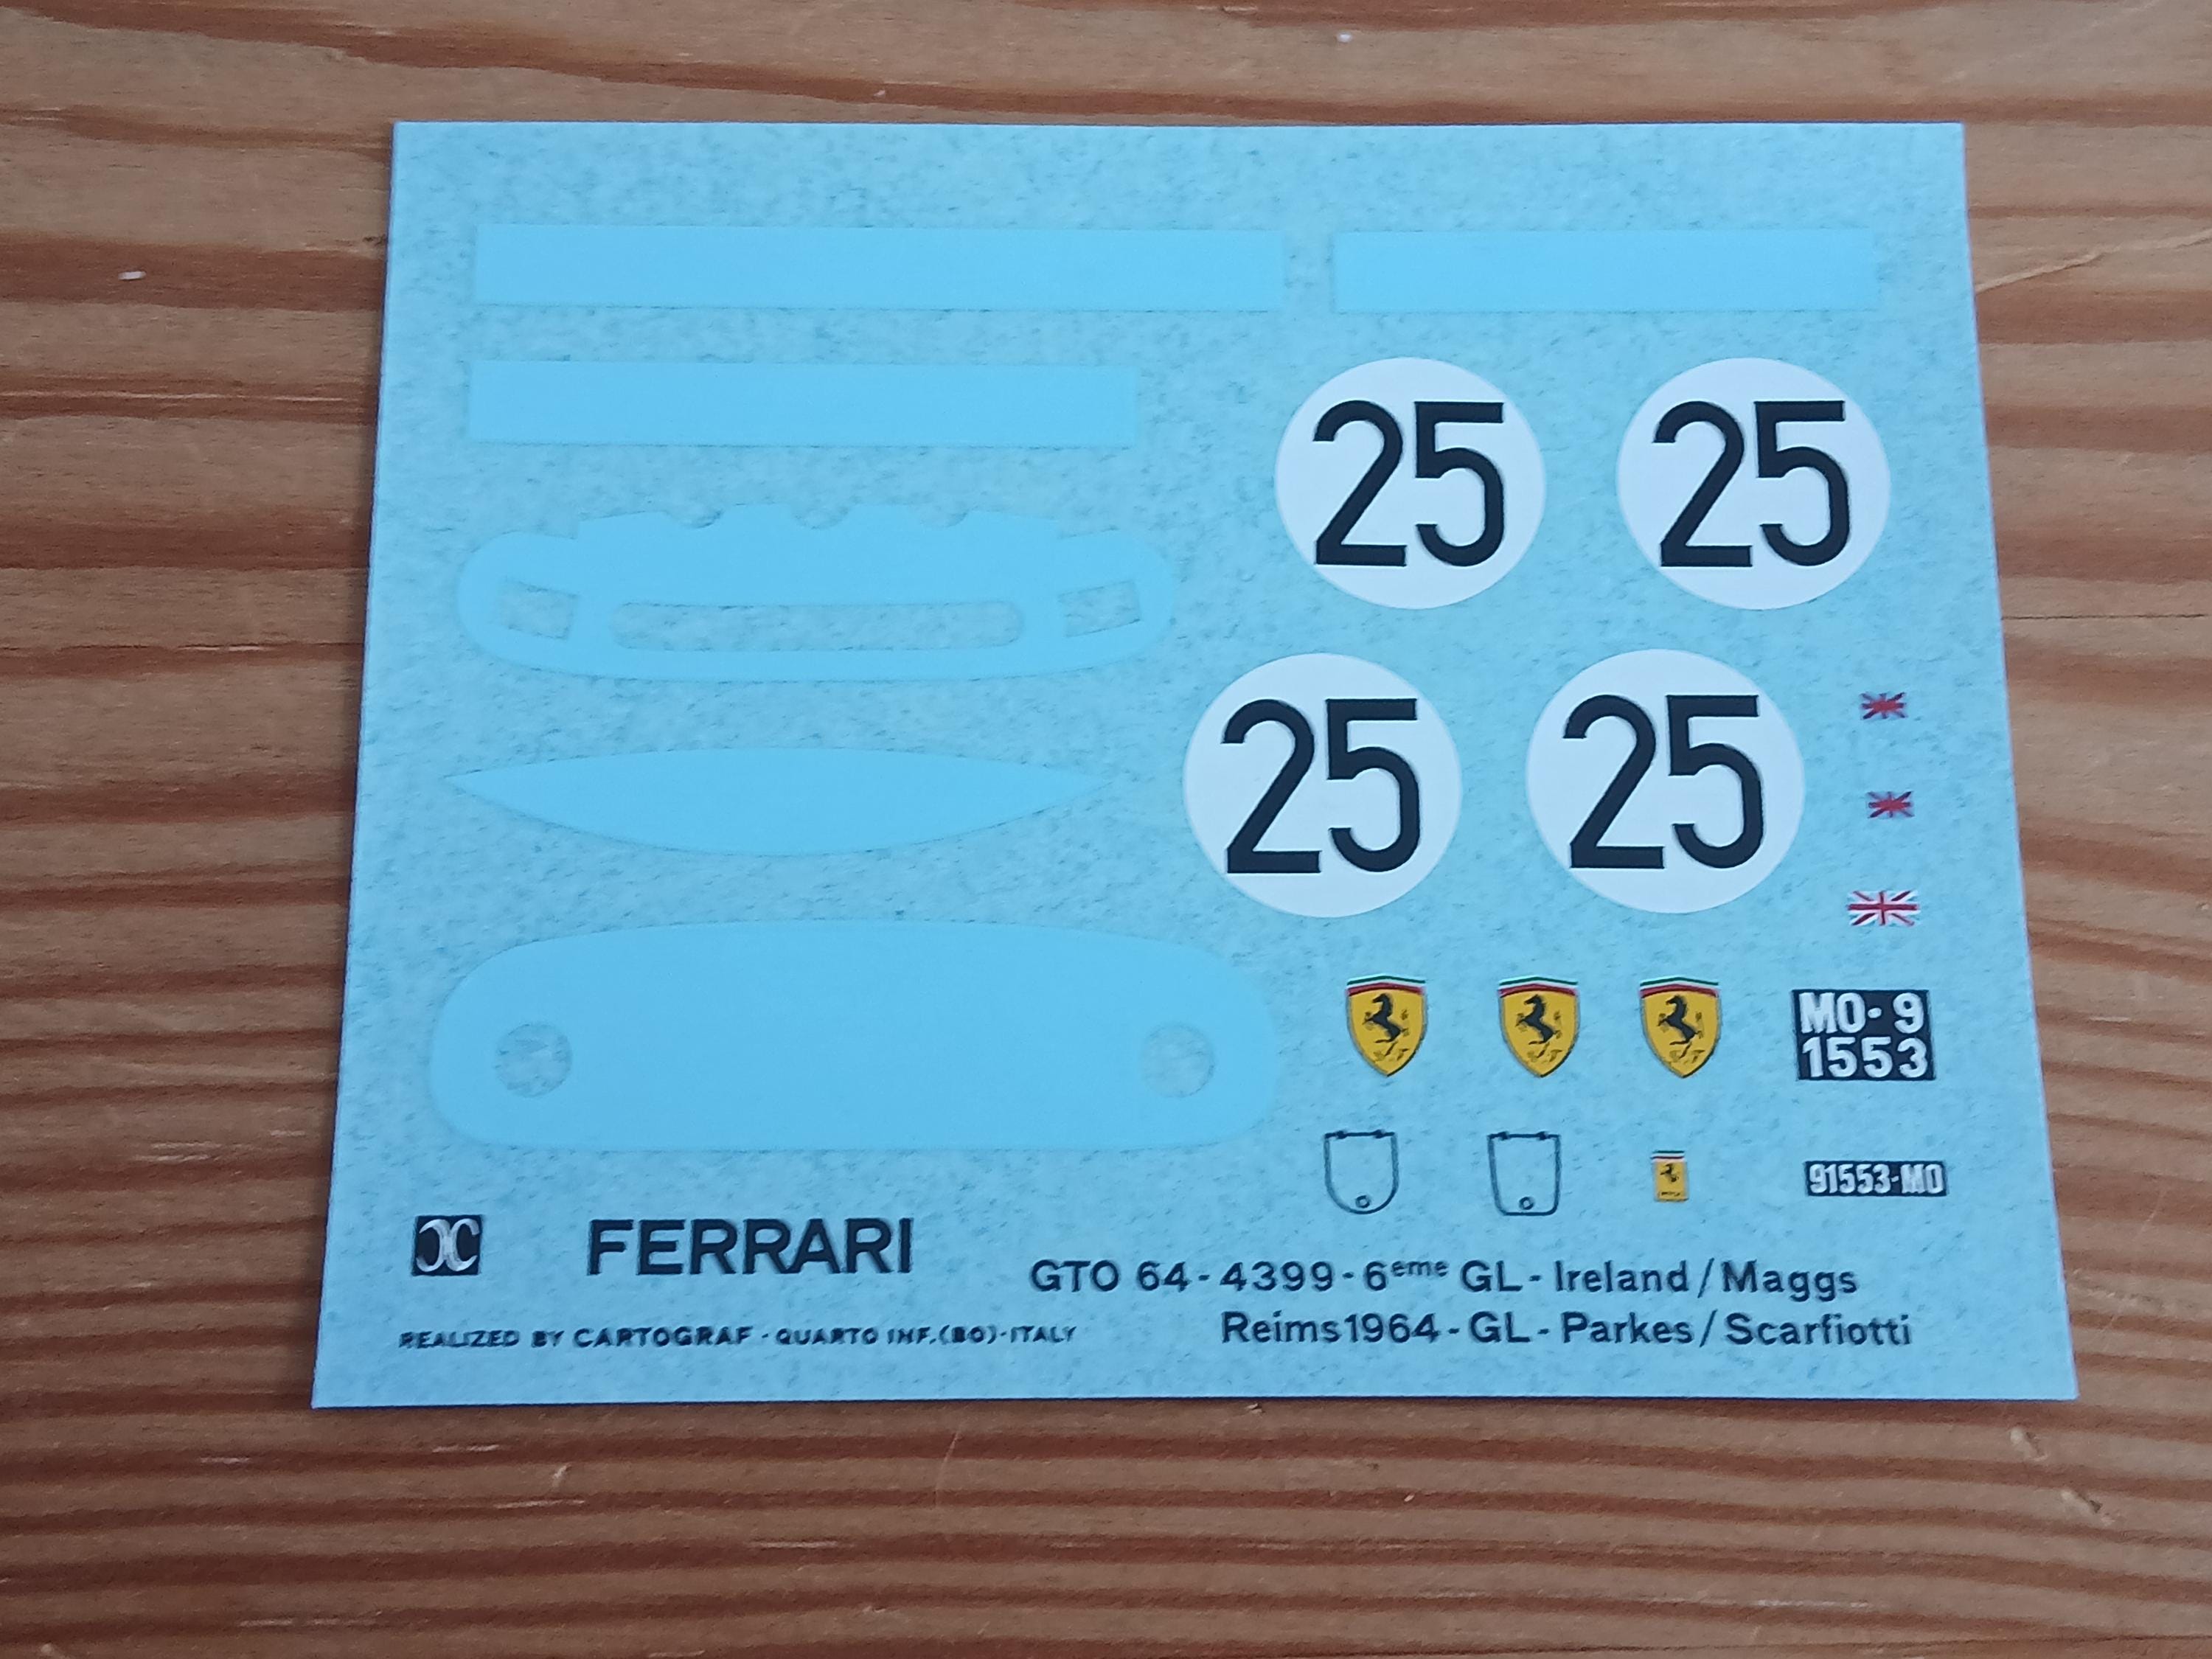 25
25
25
25
MO-9
1553
91553-MO
FERRARI
GTO 64-4399-6eme GL-Ireland/Maggs
Reims1964-GL-Parkes/Scarfiotti
REALIZED BY CARTOGRAF-QUARTO INF.(BO)-ITALY